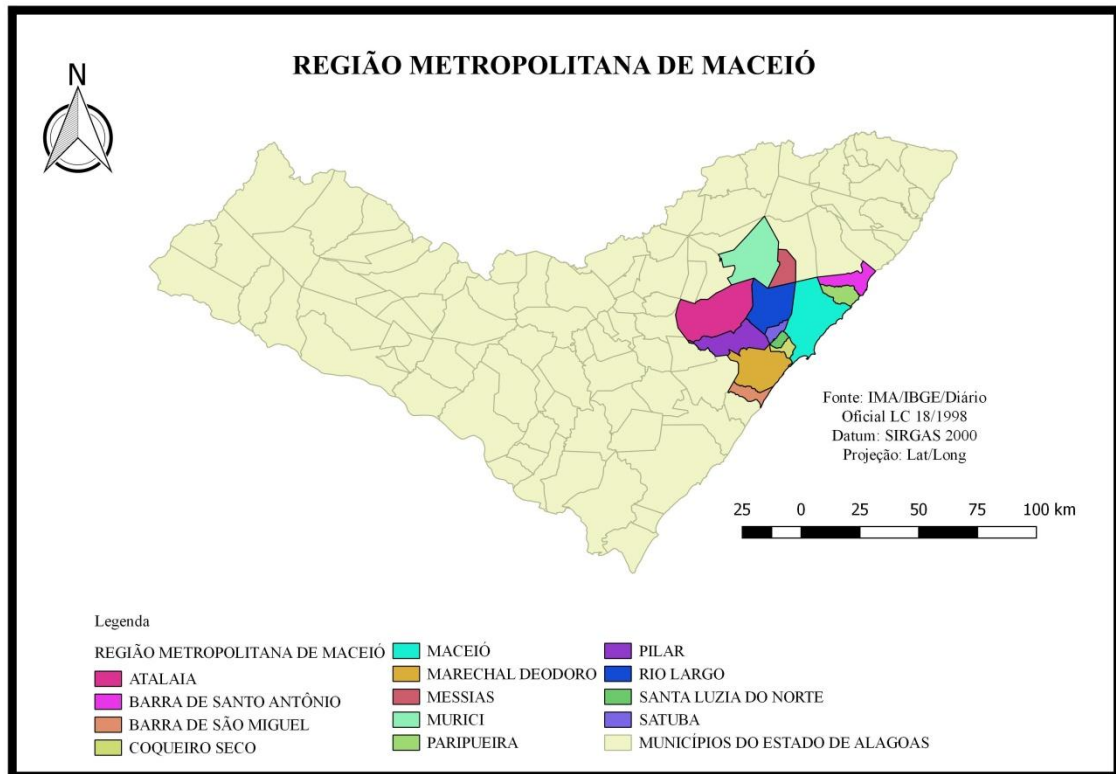 REGIÃO METROPOLITANA DE MACEIÓ
N
Fonte: IMA/IBGE/Diário
Oficial LC 18/1998
Datum: SIRGAS 2000
Projeção: Lat/Long
25 0 25 50 75 100 km
Legenda
REGIÃO METROPOLITANA DE MACEIÓ
ATALAIA
BARRA DE SANTO ANTÔNIO
BARRA DE SÃO MIGUEL
COQUEIRO SECO
MACEIÓ
MARECHAL DEODORO
MESSIAS
MURICI
PARIPUEIRA
PILAR
RIO LARGO
SANTA LUZIA DO NORTE
SATUBA
MUNICÍPIOS DO ESTADO DE ALAGOAS